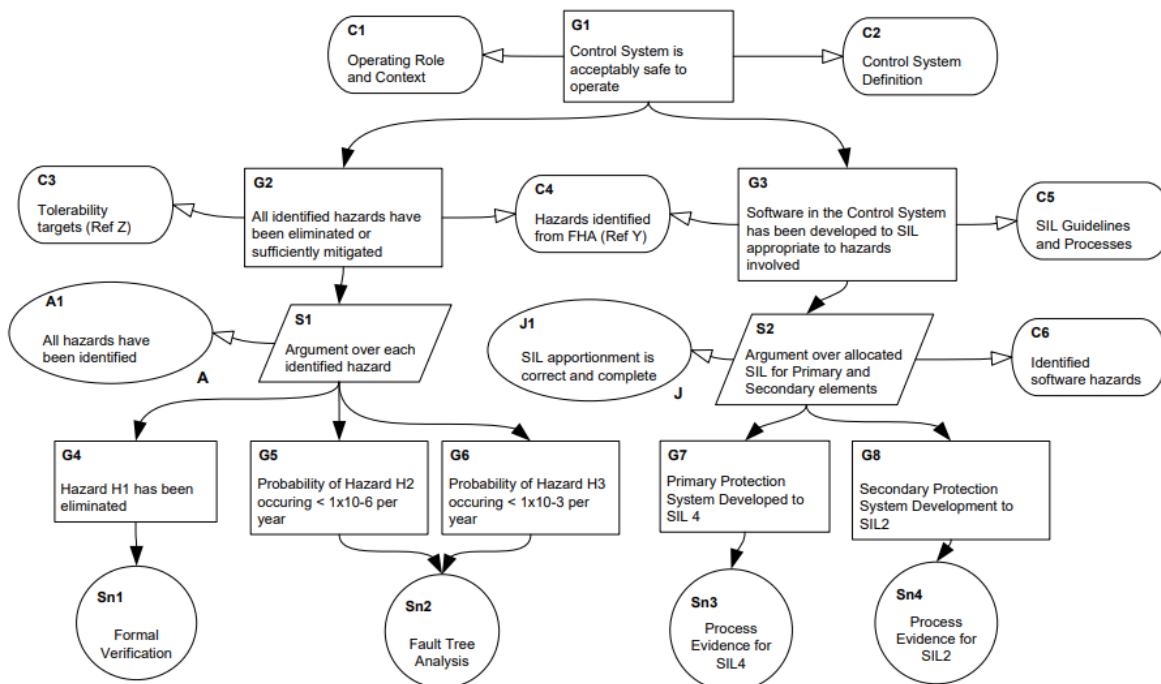 C1
Operating Role
and Context
G1
Control System is
acceptably safe to
operate
C2
Control System
Definition
C3
Tolerability
targets (Ref Z)
G2
All identified hazards have
been eliminated or
sufficiently mitigated
C4
Hazards identified
from FHA (Ref Y)
G3
Software in the Control System
has been developed to SIL
appropriate to hazards
involved
C5
SIL Guidelines
and Processes
A1
All hazards have
been identified
A
S1
Argument over each
identified hazard
J1
SIL apportionment is
correct and complete
J
S2
Argument over allocated
SIL for Primary and
Secondary elements
C6
Identified
software hazards
G4
Hazard H1 has been
eliminated
G5
Probability of Hazard H2
occuring < 1x10-6 per
year
G6
Probability of Hazard H3
occuring < 1x10-3 per
year
G7
Primary Protection
System Developed to
SIL 4
G8
Secondary Protection
System Development to
SIL2
Sn1
Formal
Verification
Sn2
Fault Tree
Analysis
Sn3
Process
Evidence for
SIL4
Sn4
Process
Evidence for
SIL2